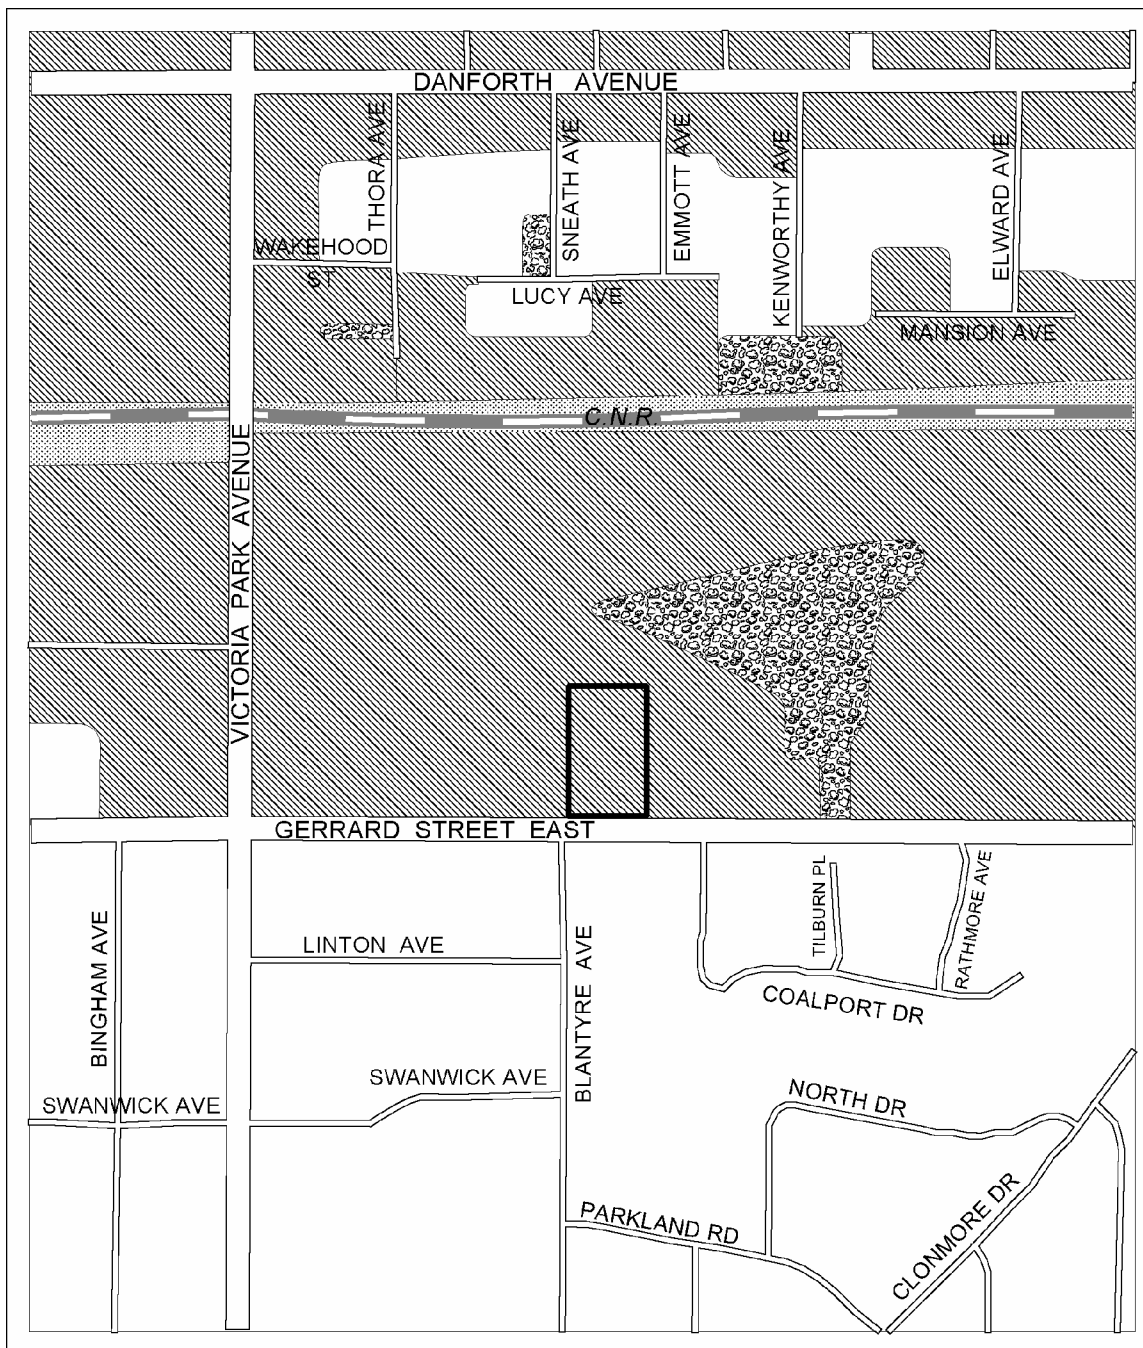 DANFORTH AVENUE
THORA AVE
SNEATH AVE
EMMOTT AVE
KENWORTHY AVE
ELWARD AVE
WAKEHOOD
ST
LUCY AVE
MANSION AVE
C.N.R.
VICTORIA PARK AVENUE
GERRARD STREET EAST
BINGHAM AVE
LINTON AVE
BLANTYRE AVE
TILBURN PL
RATHMORE AVE
COALPORT DR
SWANWICK AVE
SWANWICK AVE
NORTH DR
PARKLAND RD
CLONMORE DR